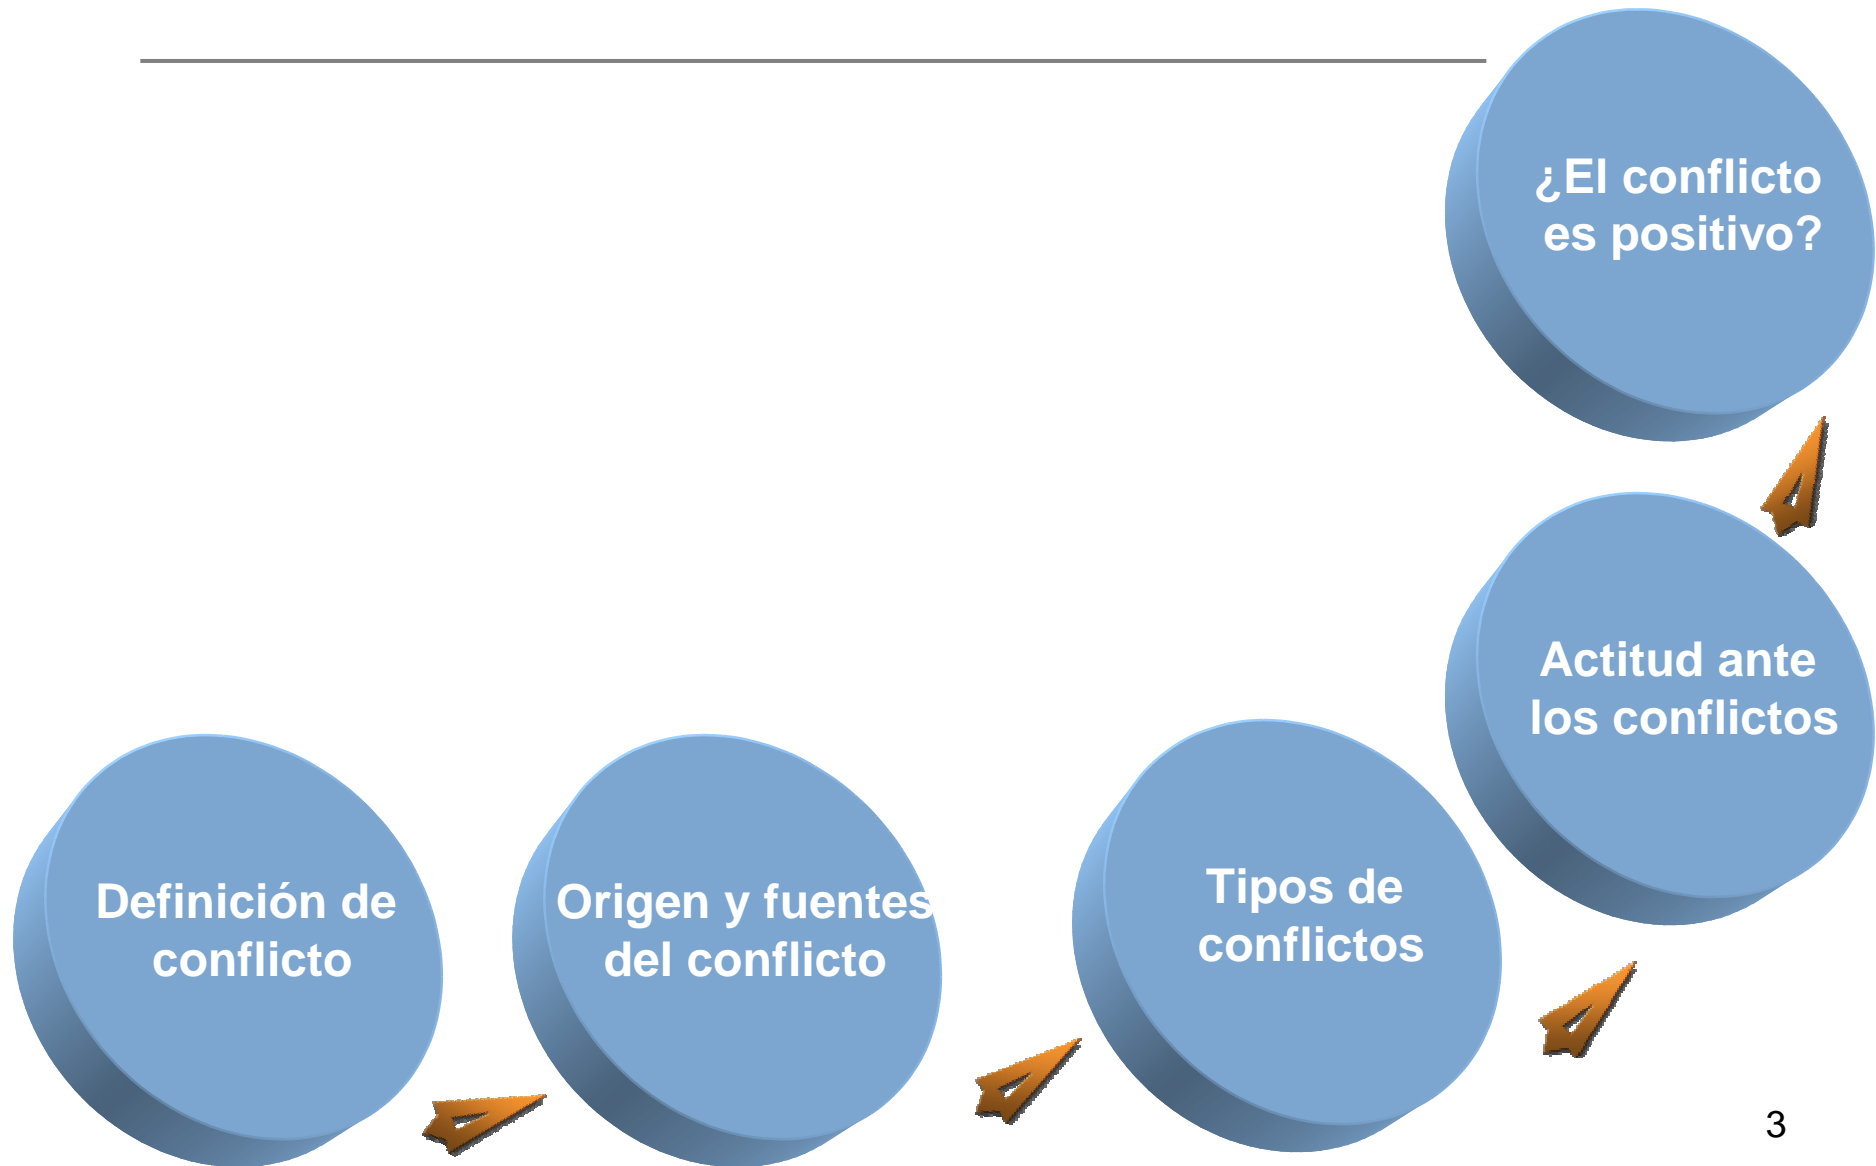 Definición de
conflicto
Origen y fuentes
del conflicto
Tipos de
conflictos
Actitud ante
los conflictos
¿El conflicto
es positivo?
3